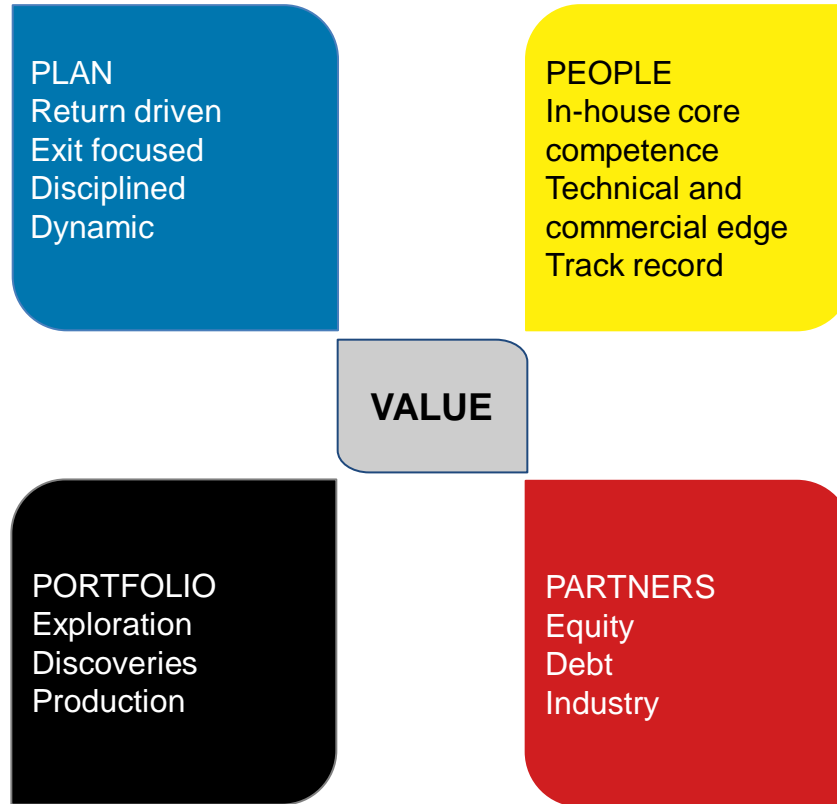 PLAN
Return driven
Exit focused
Disciplined
Dynamic
PEOPLE
In-house core
competence
Technical and
commercial edge
Track record
VALUE
PORTFOLIO
Exploration
Discoveries
Production
PARTNERS
Equity
Debt
Industry